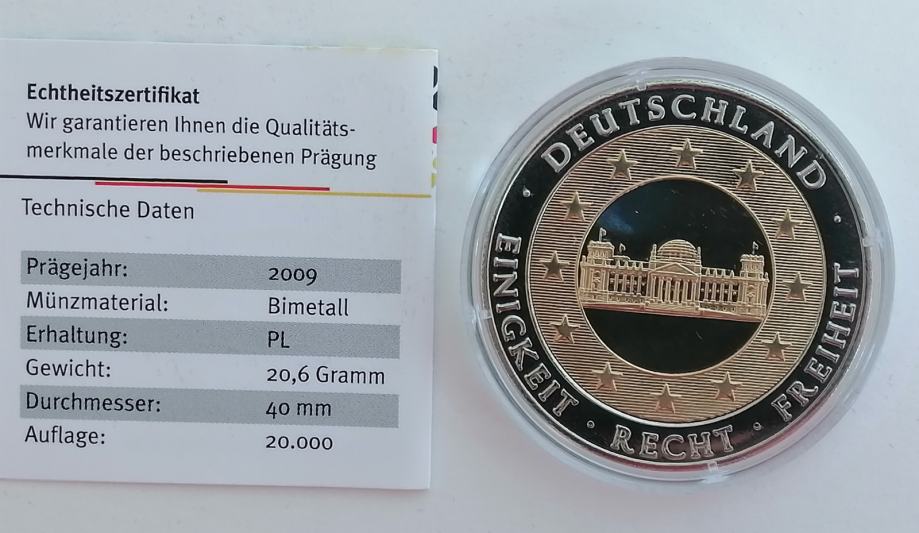 Echtheitszertifikat
Wir garantieren Ihnen die Qualitäts-
merkmale der beschriebenen Prägung
Technische Daten
Prägejahr: 2009
Münzmaterial: Bimetall
Erhaltung: PL
Gewicht: 20,6 Gramm
Durchmesser: 40 mm
Auflage: 20.000
DEUTSCHLAND
EINIGKEIT · RECHT · FREIHEIT